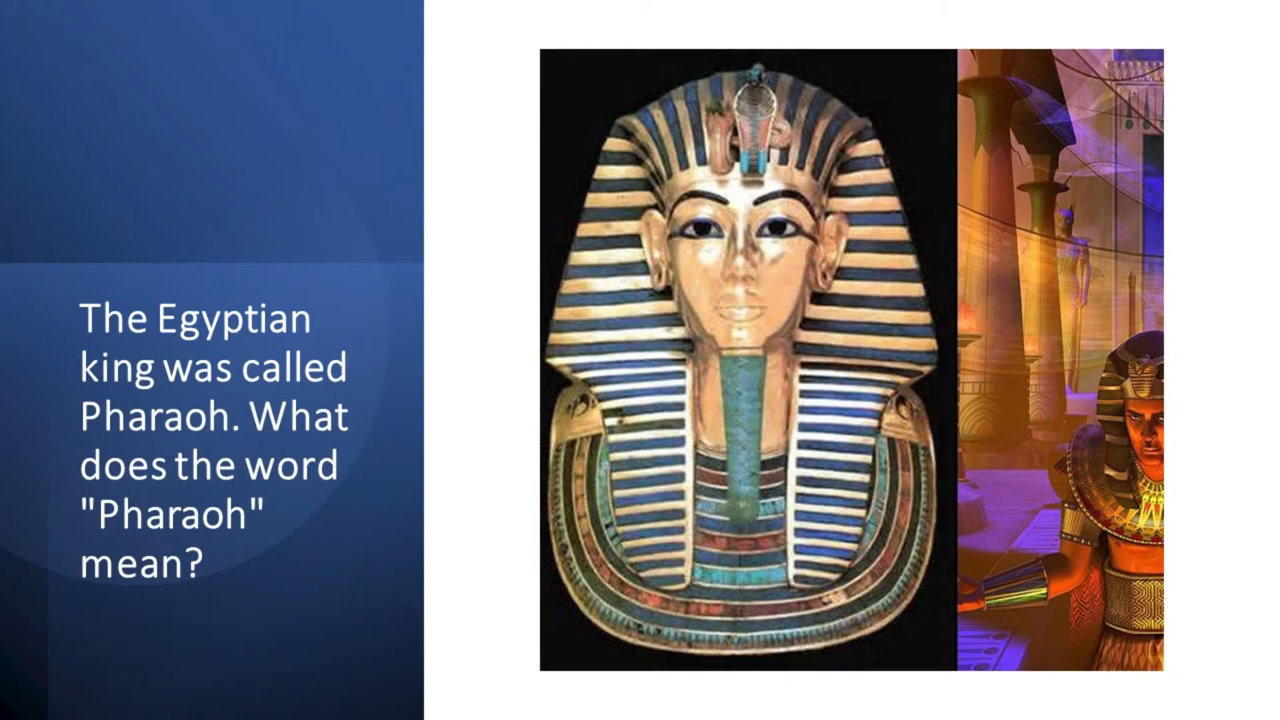 The Egyptian
king was called
Pharaoh. What
does the word
"Pharaoh"
mean?